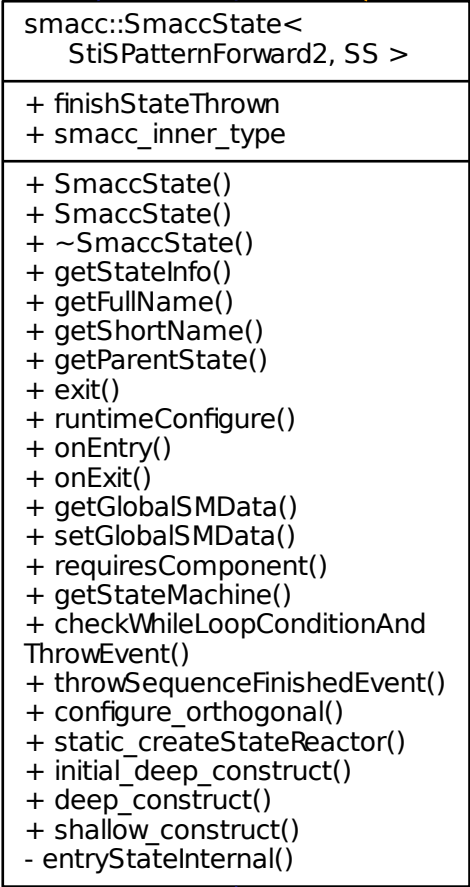 smacc::SmaccState<
StiSPatternForward2, SS >
+ finishStateThrown
+ smacc_inner_type
+ SmaccState()
+ SmaccState()
+ ~SmaccState()
+ getStateInfo()
+ getFullName()
+ getShortName()
+ getParentState()
+ exit()
+ runtimeConfigure()
+ onEntry()
+ onExit()
+ getGlobalSMData()
+ setGlobalSMData()
+ requiresComponent()
+ getStateMachine()
+ checkWhileLoopConditionAnd
ThrowEvent()
+ throwSequenceFinishedEvent()
+ configure_orthogonal()
+ static_createStateReactor()
+ initial_deep_construct()
+ deep_construct()
+ shallow_construct()
- entryStateInternal()